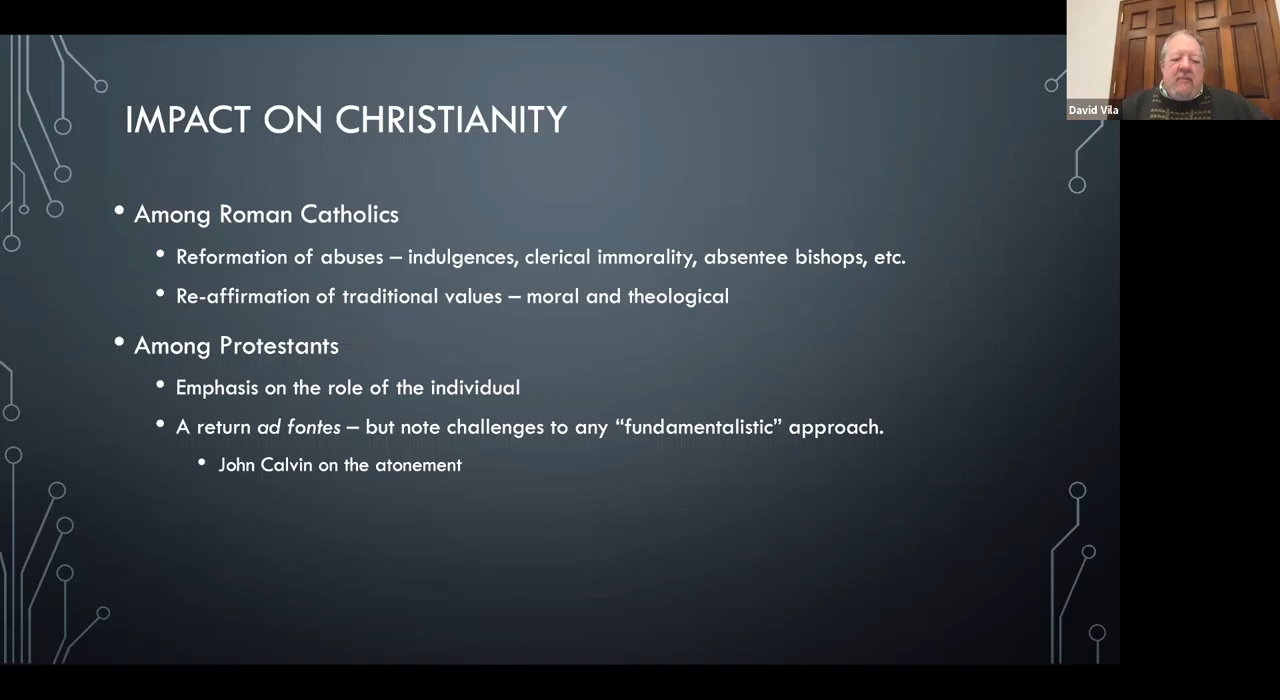 IMPACT ON CHRISTIANITY
• Among Roman Catholics
• Reformation of abuses – indulgences, clerical immorality, absentee bishops, etc.
• Re-affirmation of traditional values – moral and theological
• Among Protestants
• Emphasis on the role of the individual
• A return ad fontes – but note challenges to any “fundamentalistic” approach.
• John Calvin on the atonement
David Vila